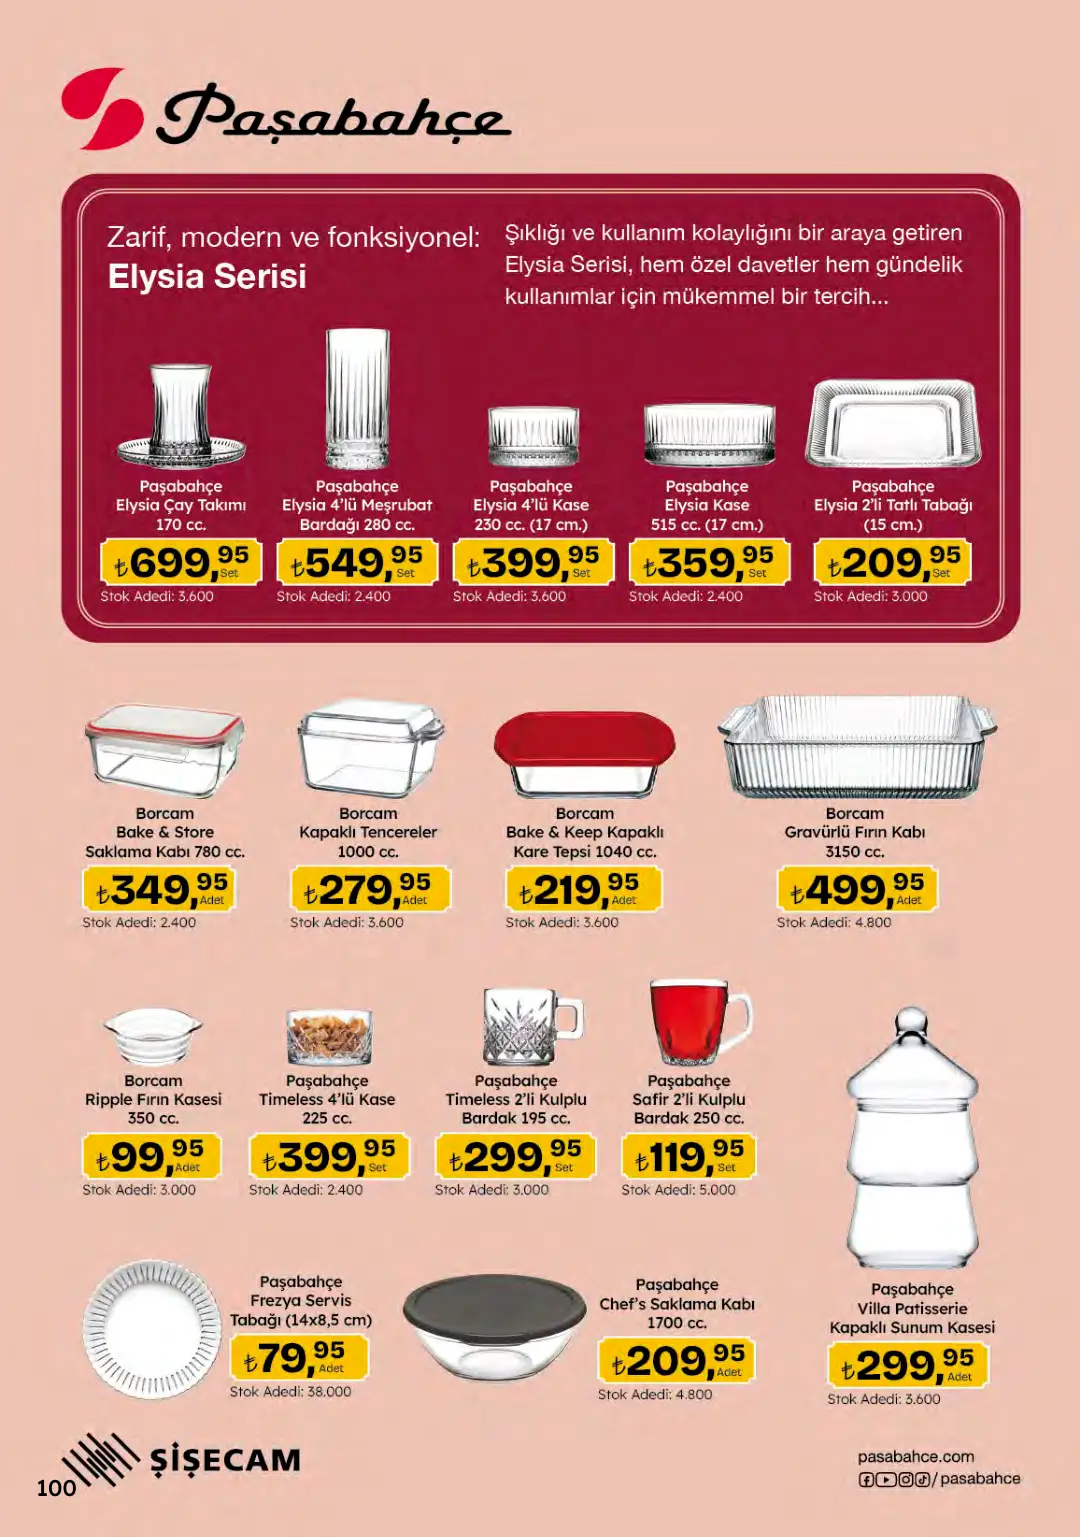 Paşabahçe
Zarif, modern ve fonksiyonel:
Elysia Serisi
Şıklığı ve kullanım kolaylığını bir araya getiren
Elysia Serisi, hem özel davetler hem gündelik
kullanımlar için mükemmel bir tercih...
Paşabahçe
Elysia Çay Takımı
170 cc.
₺699,95
Set
Stok Adedi: 3.600
Paşabahçe
Elysia 4'lü Meşrubat
Bardağı 280 cc.
₺549,95
Set
Stok Adedi: 2.400
Paşabahçe
Elysia 4'lü Kase
230 cc. (17 cm.)
₺399,95
Set
Stok Adedi: 3.600
Paşabahçe
Elysia Kase
515 cc. (17 cm.)
₺359,95
Set
Stok Adedi: 2.400
Paşabahçe
Elysia 2'li Tatlı Tabağı
(15 cm.)
₺209,95
Set
Stok Adedi: 3.000
Borcam
Bake & Store
Saklama Kabı 780 cc.
₺349,95
Adet
Stok Adedi: 2.400
Borcam
Kapaklı Tencereler
1000 cc.
₺279,95
Adet
Stok Adedi: 3.600
Borcam
Bake & Keep Kapaklı
Kare Tepsi 1040 cc.
₺219,95
Adet
Stok Adedi: 3.600
Borcam
Gravürlü Fırın Kabı
3150 cc.
₺499,95
Adet
Stok Adedi: 4.800
Borcam
Ripple Fırın Kasesi
350 cc.
₺99,95
Adet
Stok Adedi: 3.000
Paşabahçe
Timeless 4'lü Kase
225 cc.
₺399,95
Set
Stok Adedi: 2.400
Paşabahçe
Timeless 2'li Kulplu
Bardak 195 cc.
₺299,95
Set
Stok Adedi: 3.000
Paşabahçe
Safir 2'li Kulplu
Bardak 250 cc.
₺119,95
Set
Stok Adedi: 5.000
Paşabahçe
Frezya Servis
Tabağı (14x8,5 cm)
₺79,95
Adet
Stok Adedi: 38.000
Paşabahçe
Chef's Saklama Kabı
1700 cc.
₺209,95
Adet
Stok Adedi: 4.800
Paşabahçe
Villa Patisserie
Kapaklı Sunum Kasesi
₺299,95
Adet
Stok Adedi: 3.600
ŞİŞECAM
100
pasabahce.com
/ pasabahce